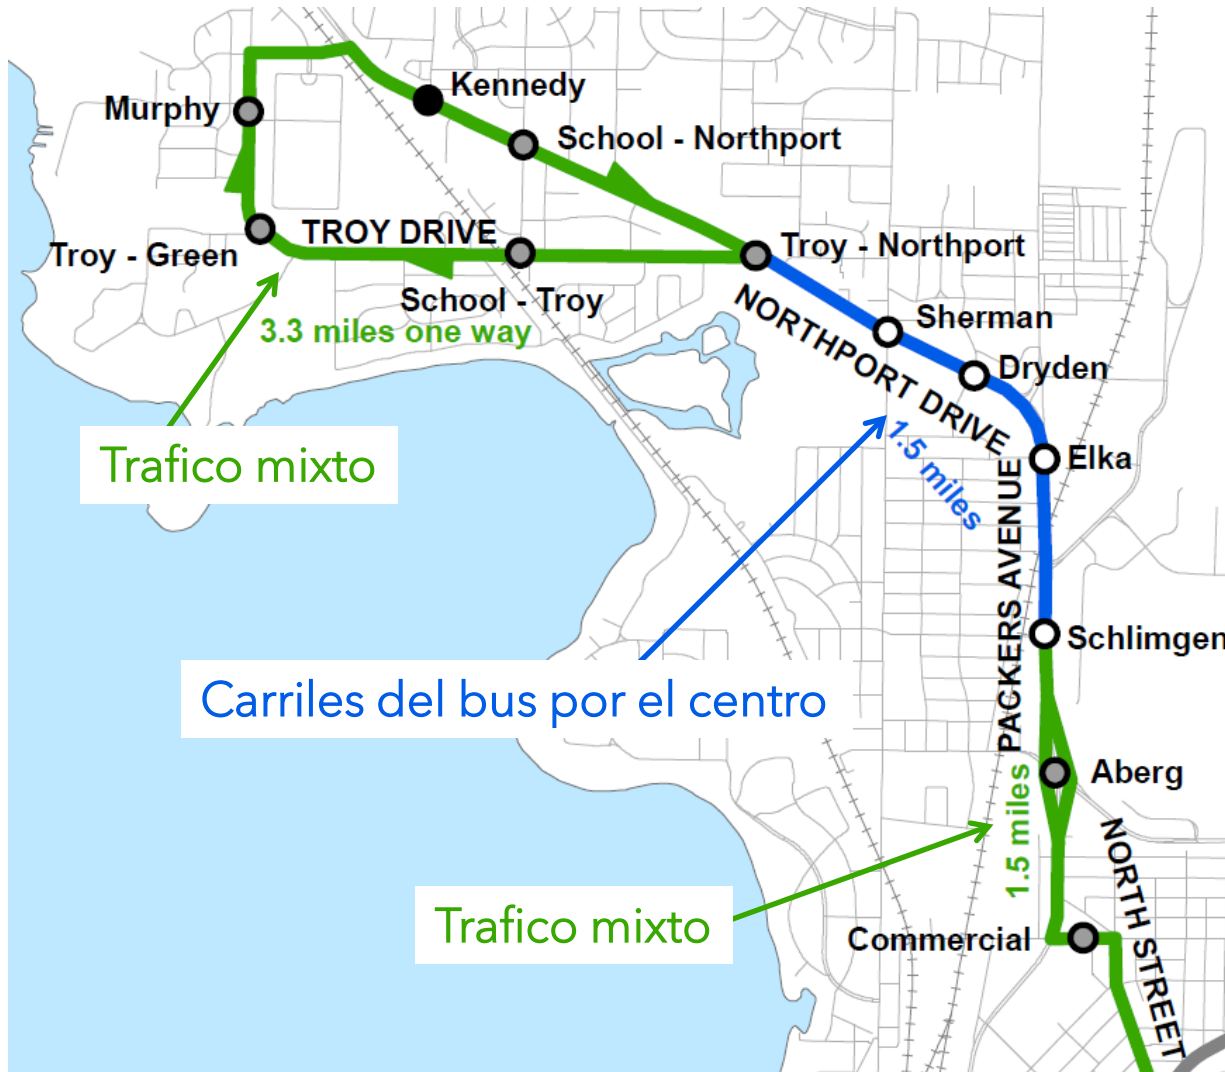 Kennedy
Murphy
School - Northport
TROY DRIVE
Troy - Green
Troy - Northport
School - Troy
3.3 miles one way
Sherman
NORTHPORT DRIVE
Dryden
Trafico mixto
1.5 miles
Elka
PACKERS AVENUE
Schlimgen
Carriles del bus por el centro
Aberg
1.5 miles
NORTH STREET
Trafico mixto
Commercial